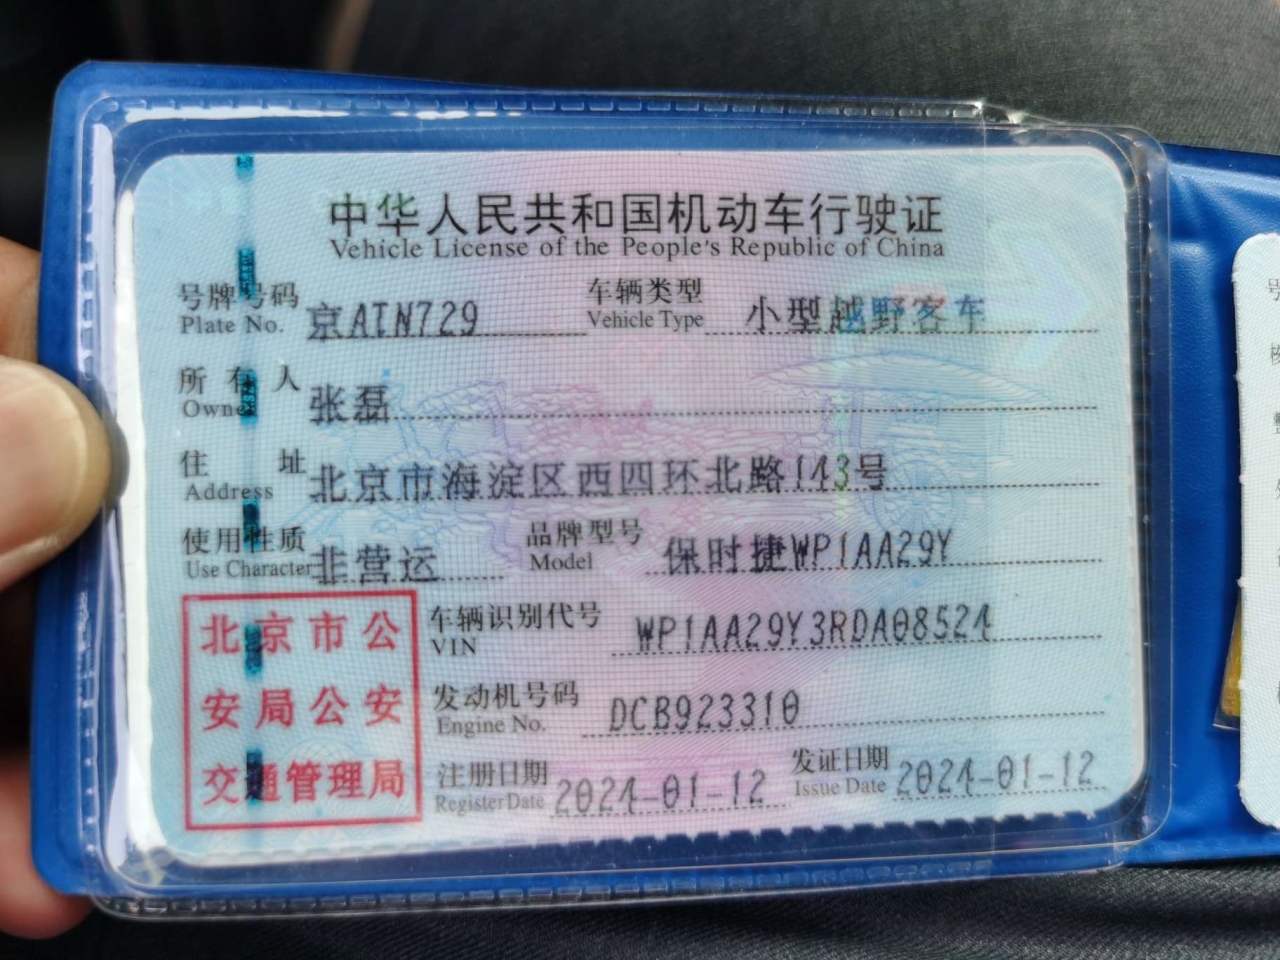 中华人民共和国机动车行驶证
Vehicle License of the People's Republic of China
号牌号码 京ATN729 车辆类型 小型越野客车
Plate No. Vehicle Type
所有人 张磊
Owner
住址 北京市海淀区西四环北路143号
Address
使用性质 非营运 品牌型号 保时捷WP1AA29Y
Use Character Model
北京市公
安局公安
交通管理局
车辆识别代号 WP1AA29Y3RDA08524
VIN
发动机号码 DCB923310
Engine No.
注册日期 2024-01-12 发证日期 2024-01-12
Register Date Issue Date